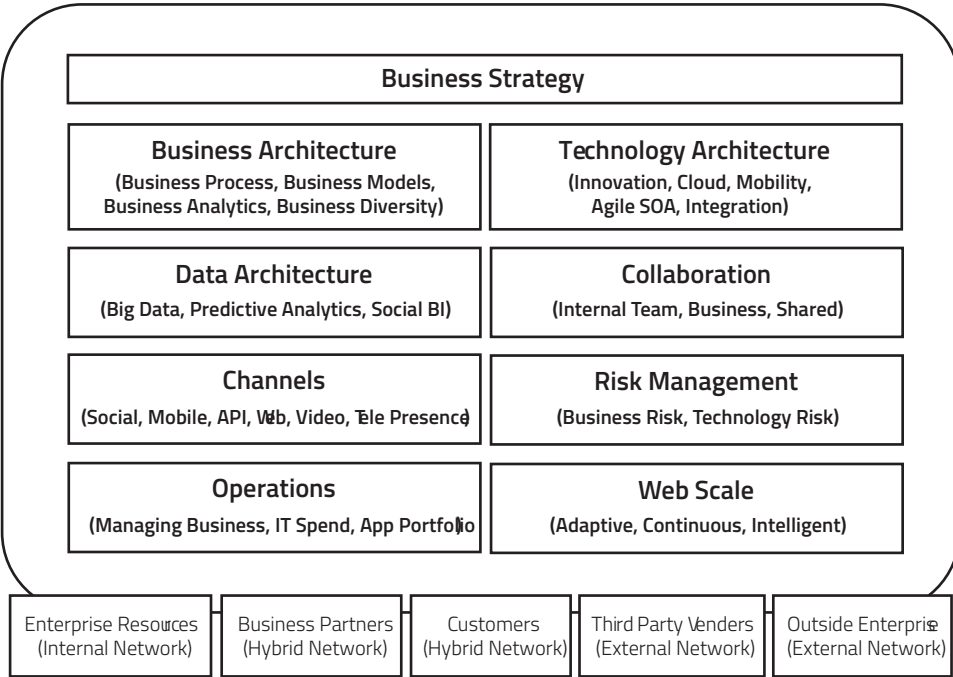 Business Strategy
Business Architecture
(Business Process, Business Models,
Business Analytics, Business Diversity)
Technology Architecture
(Innovation, Cloud, Mobility,
Agile SOA, Integration)
Data Architecture
(Big Data, Predictive Analytics, Social BI)
Collaboration
(Internal Team, Business, Shared)
Channels
(Social, Mobile, API, Web, Video, Tele Presence)
Risk Management
(Business Risk, Technology Risk)
Operations
(Managing Business, IT Spend, App Portfolio)
Web Scale
(Adaptive, Continuous, Intelligent)
Enterprise Resources
(Internal Network)
Business Partners
(Hybrid Network)
Customers
(Hybrid Network)
Third Party Venders
(External Network)
Outside Enterprise
(External Network)